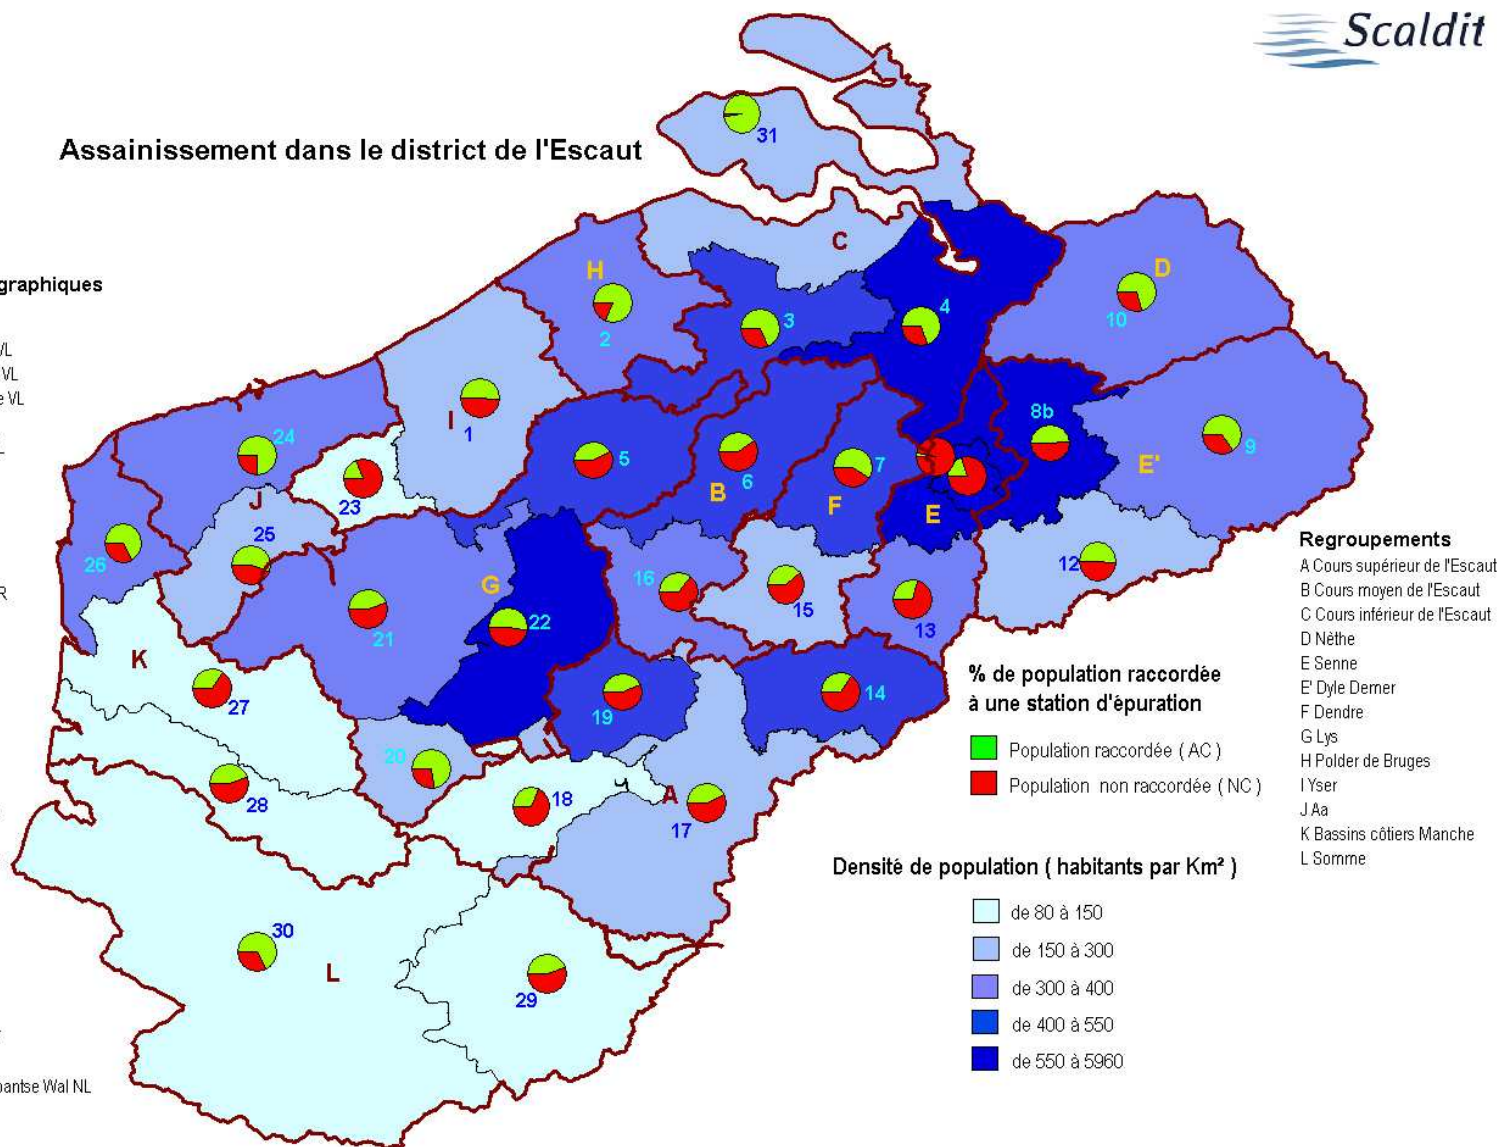 Scaldit
Assainissement dans le district de l'Escaut
graphiques
VL
VL
e VL
L
R
antse Wal NL
31
C
H
2
3
4
D
10
I
1
24
J
23
25
26
5
6
B
7
F
E
8b
E'
9
12
G
22
21
16
15
13
14
K
27
28
19
20
18
A
17
30
L
29
% de population raccordée
à une station d'épuration
Population raccordée ( AC )
Population non raccordée ( NC )
Densité de population ( habitants par Km² )
de 80 à 150
de 150 à 300
de 300 à 400
de 400 à 550
de 550 à 5960
Regroupements
A Cours supérieur de l'Escaut
B Cours moyen de l'Escaut
C Cours inférieur de l'Escaut
D Nèthe
E Senne
E' Dyle Demer
F Dendre
G Lys
H Polder de Bruges
I Yser
J Aa
K Bassins côtiers Manche
L Somme